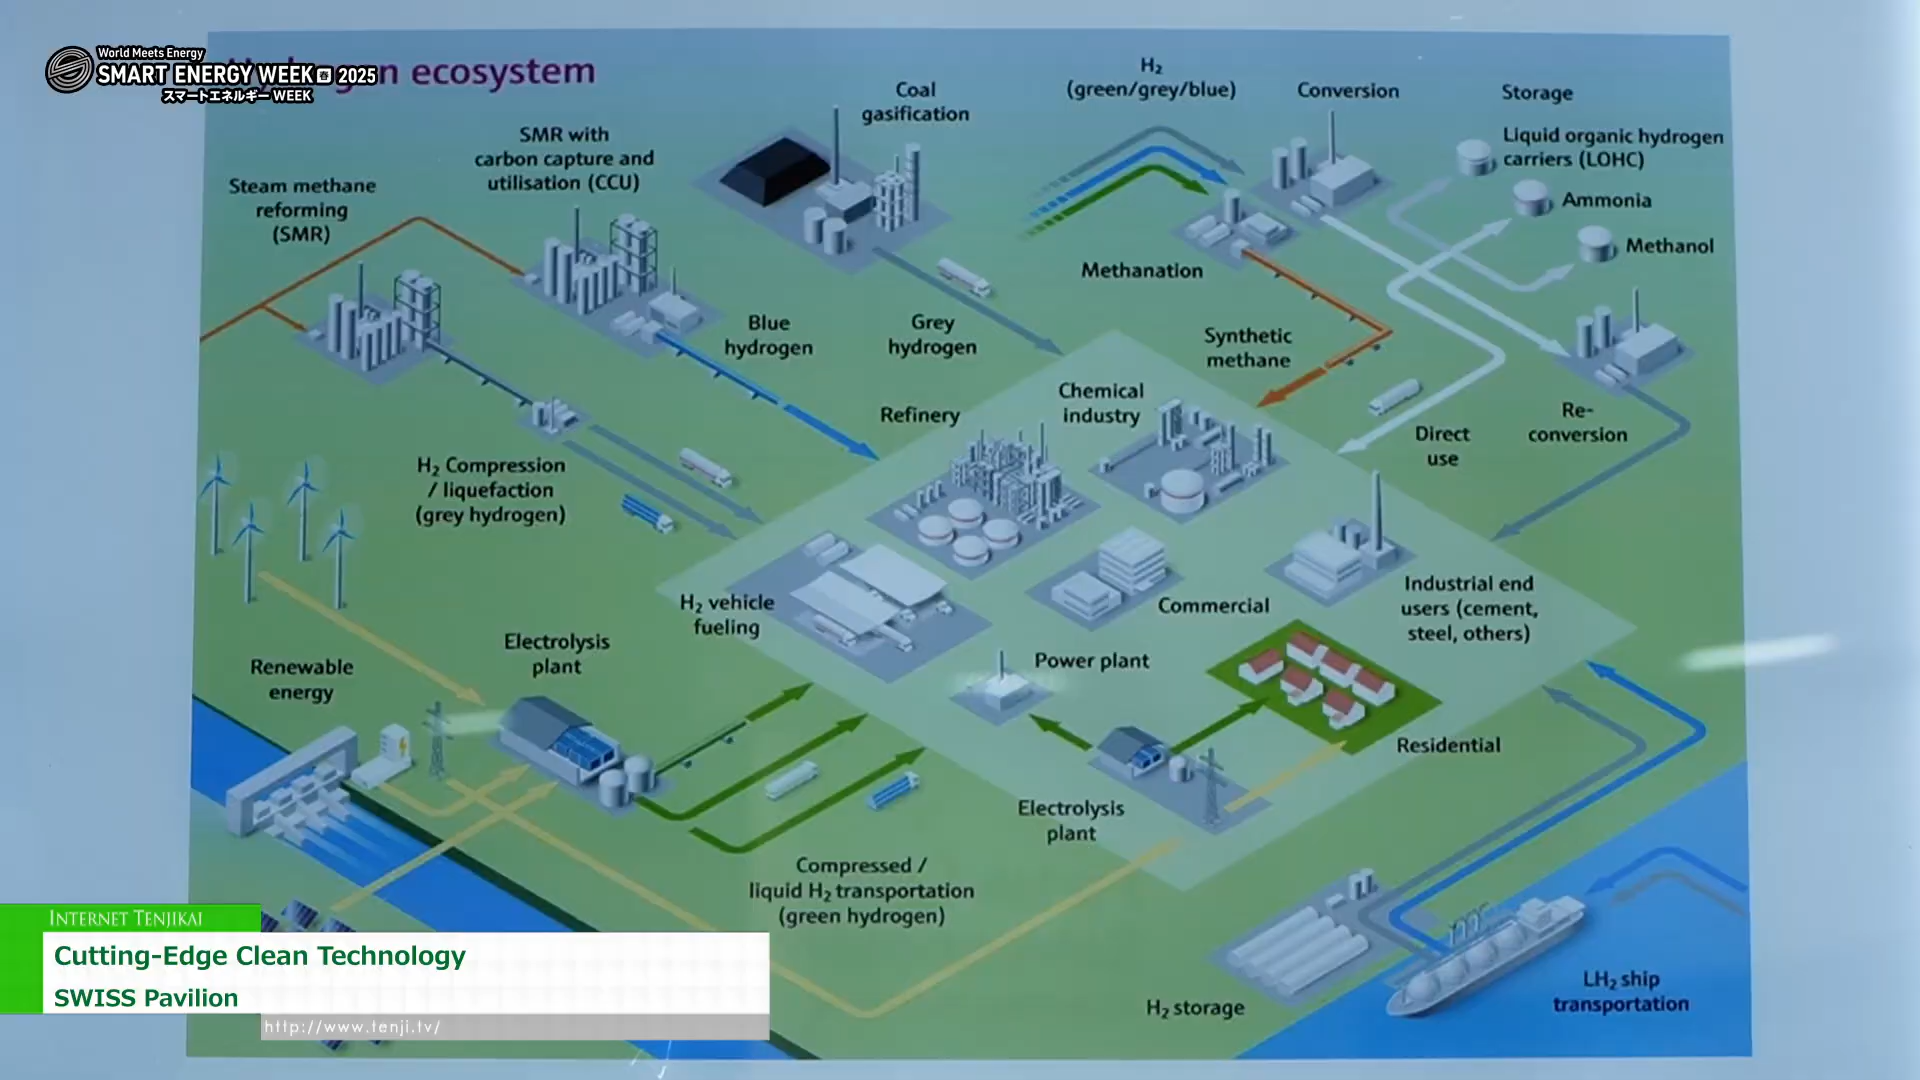 World Meets Energy
SMART ENERGY WEEK 春 2025
スマートエネルギー WEEK
n ecosystem
Coal
gasification
H₂
(green/grey/blue)
Conversion
Storage
Liquid organic hydrogen
carriers (LOHC)
Ammonia
Methanol
SMR with
carbon capture and
utilisation (CCU)
Steam methane
reforming
(SMR)
Methanation
Blue
hydrogen
Grey
hydrogen
Synthetic
methane
Refinery
Chemical
industry
Direct
use
Re-
conversion
H₂ Compression
/ liquefaction
(grey hydrogen)
H₂ vehicle
fueling
Commercial
Industrial end
users (cement,
steel, others)
Electrolysis
plant
Renewable
energy
Power plant
Residential
Electrolysis
plant
Compressed /
liquid H₂ transportation
(green hydrogen)
H₂ storage
LH₂ ship
transportation
INTERNET TENJIKAI
Cutting-Edge Clean Technology
SWISS Pavilion
http://www.tenji.tv/